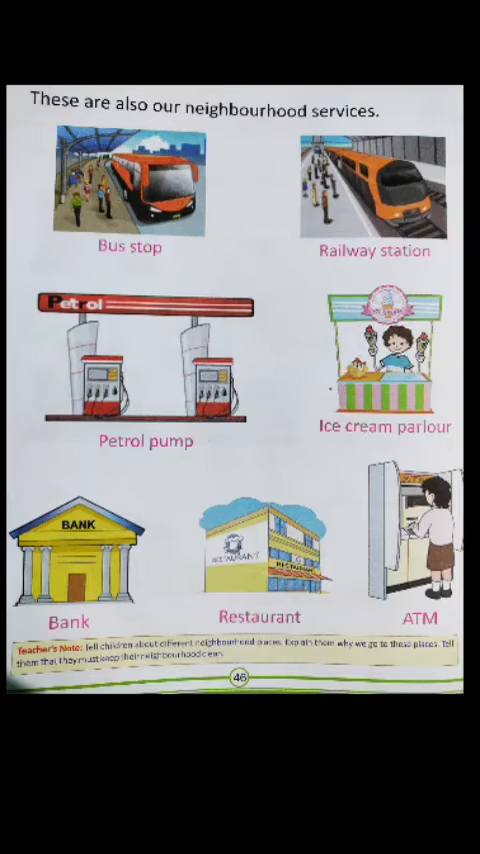 These are also our neighbourhood services.
Bus stop
Railway station
Petrol
Petrol pump
Ice cream parlour
BANK
RESTAURANT
RESTAURANT
Bank
Restaurant
ATM
Teacher's Note: Tell children about different neighbourhood places. Explain them why we go to these places. Tell
them that They must keep their neighbourhood clean.
46